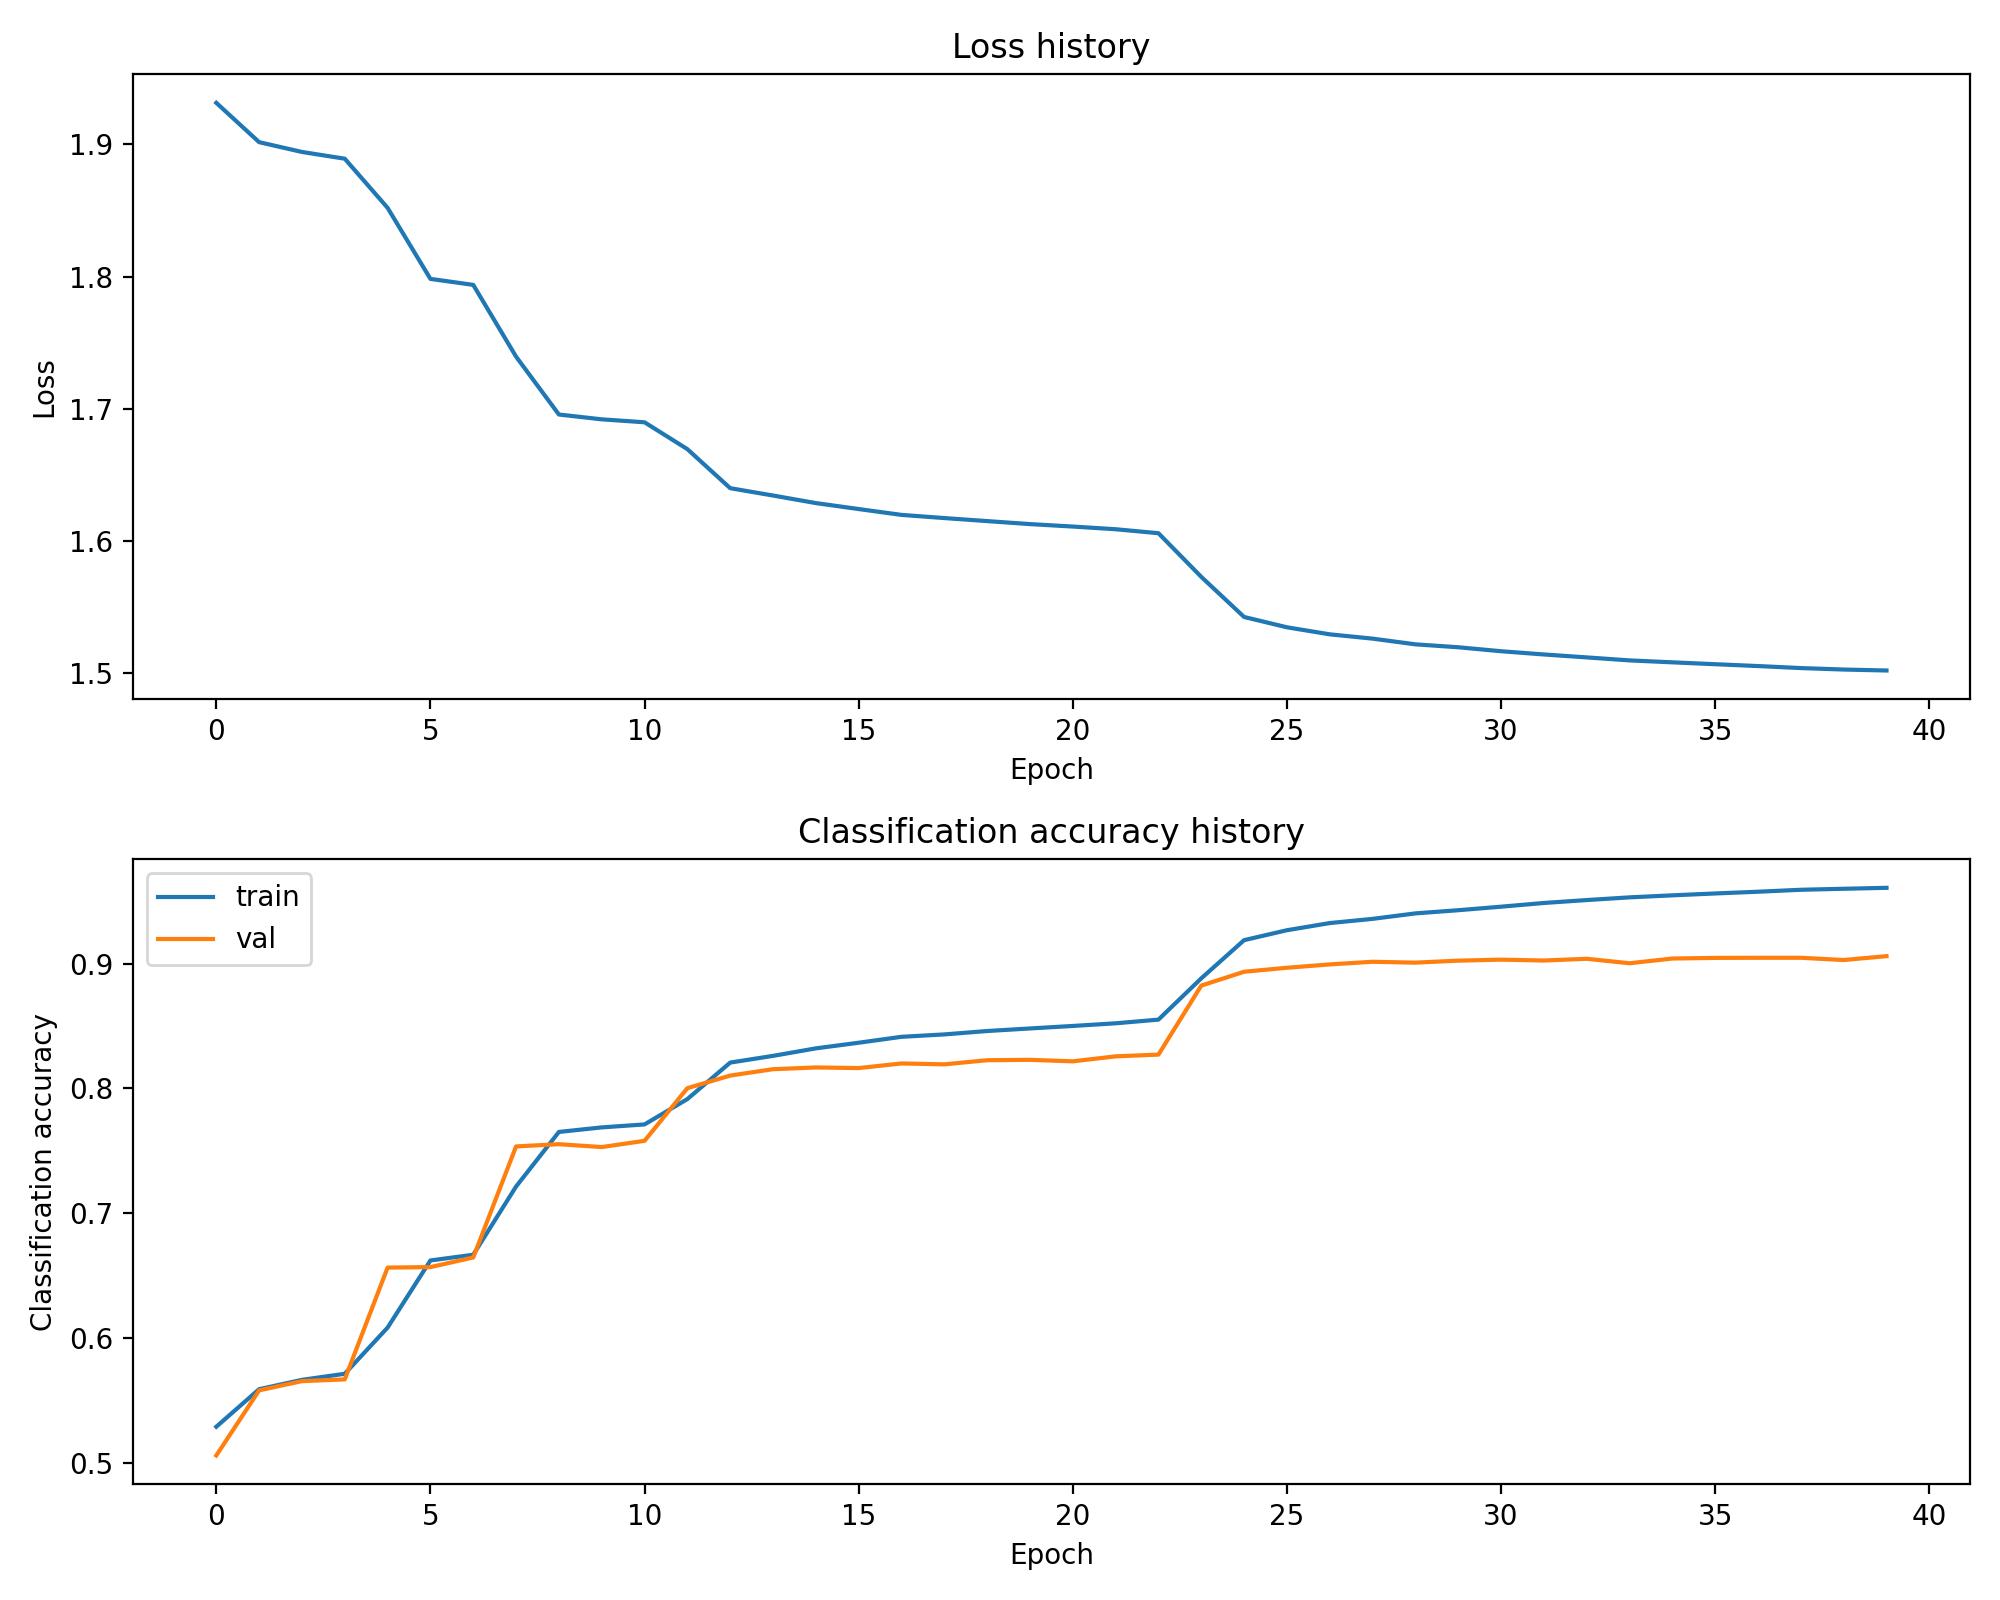 Loss history
Loss
1.9
1.8
1.7
1.6
1.5
0 5 10 15 20 25 30 35 40
Epoch
Classification accuracy history
train
val
Classification accuracy
0.9
0.8
0.7
0.6
0.5
0 5 10 15 20 25 30 35 40
Epoch